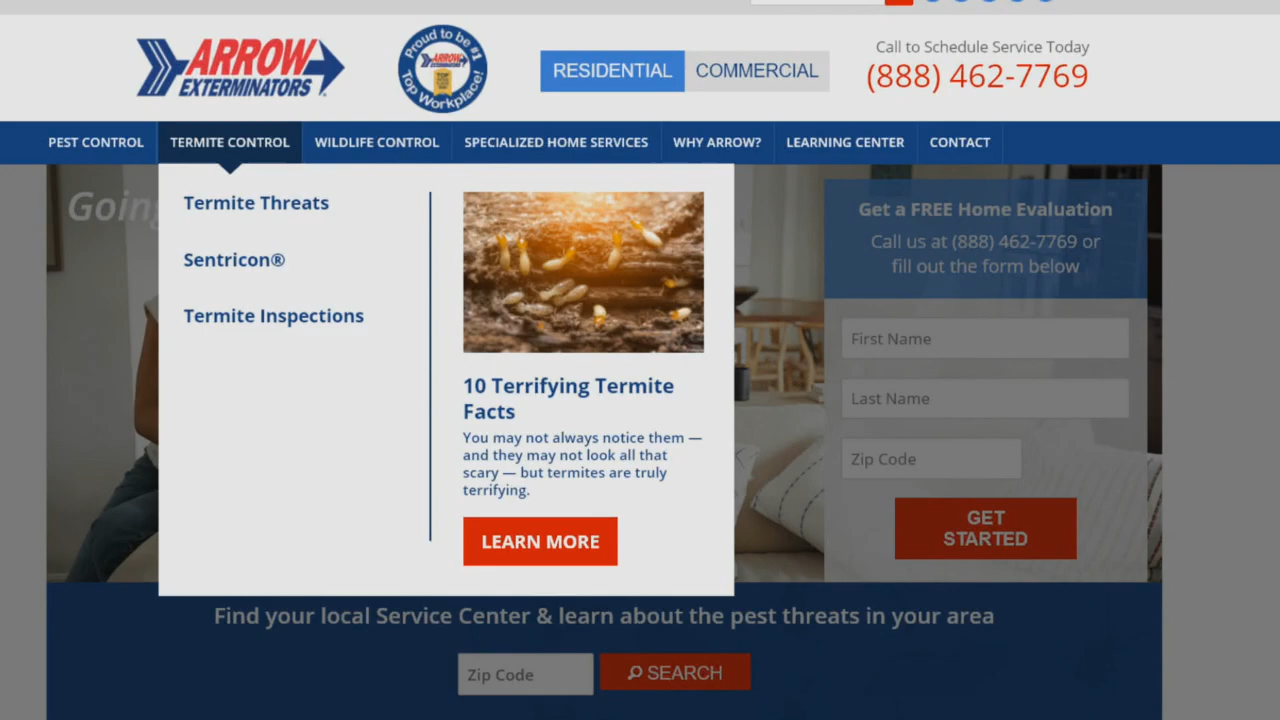 ARROW
EXTERMINATORS
Proud to be #1
ARROW
EXTERMINATORS
TOP
Top Workplace!
RESIDENTIAL
COMMERCIAL
Call to Schedule Service Today
(888) 462-7769
PEST CONTROL
TERMITE CONTROL
WILDLIFE CONTROL
SPECIALIZED HOME SERVICES
WHY ARROW?
LEARNING CENTER
CONTACT
Going
Termite Threats
Sentricon®
Termite Inspections
10 Terrifying Termite
Facts
You may not always notice them —
and they may not look all that
scary — but termites are truly
terrifying.
LEARN MORE
Get a FREE Home Evaluation
Call us at (888) 462-7769 or
fill out the form below
First Name
Last Name
Zip Code
GET
STARTED
Find your local Service Center & learn about the pest threats in your area
Zip Code
SEARCH